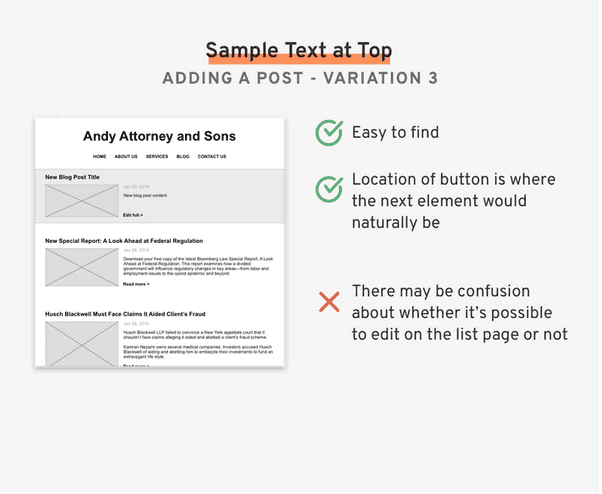 Sample Text at Top
ADDING A POST - VARIATION 3
Andy Attorney and Sons
HOME ABOUT US SERVICES BLOG CONTACT US
New Blog Post Title
Jan 30, 2019
New blog post content
Edit full >
New Special Report: A Look Ahead at Federal Regulation
Jan 28, 2019
Download your free copy of the latest Bloomberg Law Special Report, A Look
Ahead at Federal Regulation. This report examines how a divided
government will influence regulatory changes in key areas—from labor and
employment issues to the opioid epidemic and beyond.
Read more >
Husch Blackwell Must Face Claims It Aided Client's Fraud
Jan 28, 2019
Husch Blackwell LLP failed to convince a New York appellate court that it
shouldn't face claims alleging it aided and abetted a client's fraud scheme.
Kamran Nezami owns several medical companies. Investors accused Husch
Blackwell of aiding and abetting him to embezzle their investments to fund an
extravagant life style.
Read more >
Easy to find
Location of button is where
the next element would
naturally be
There may be confusion
about whether it's possible
to edit on the list page or not